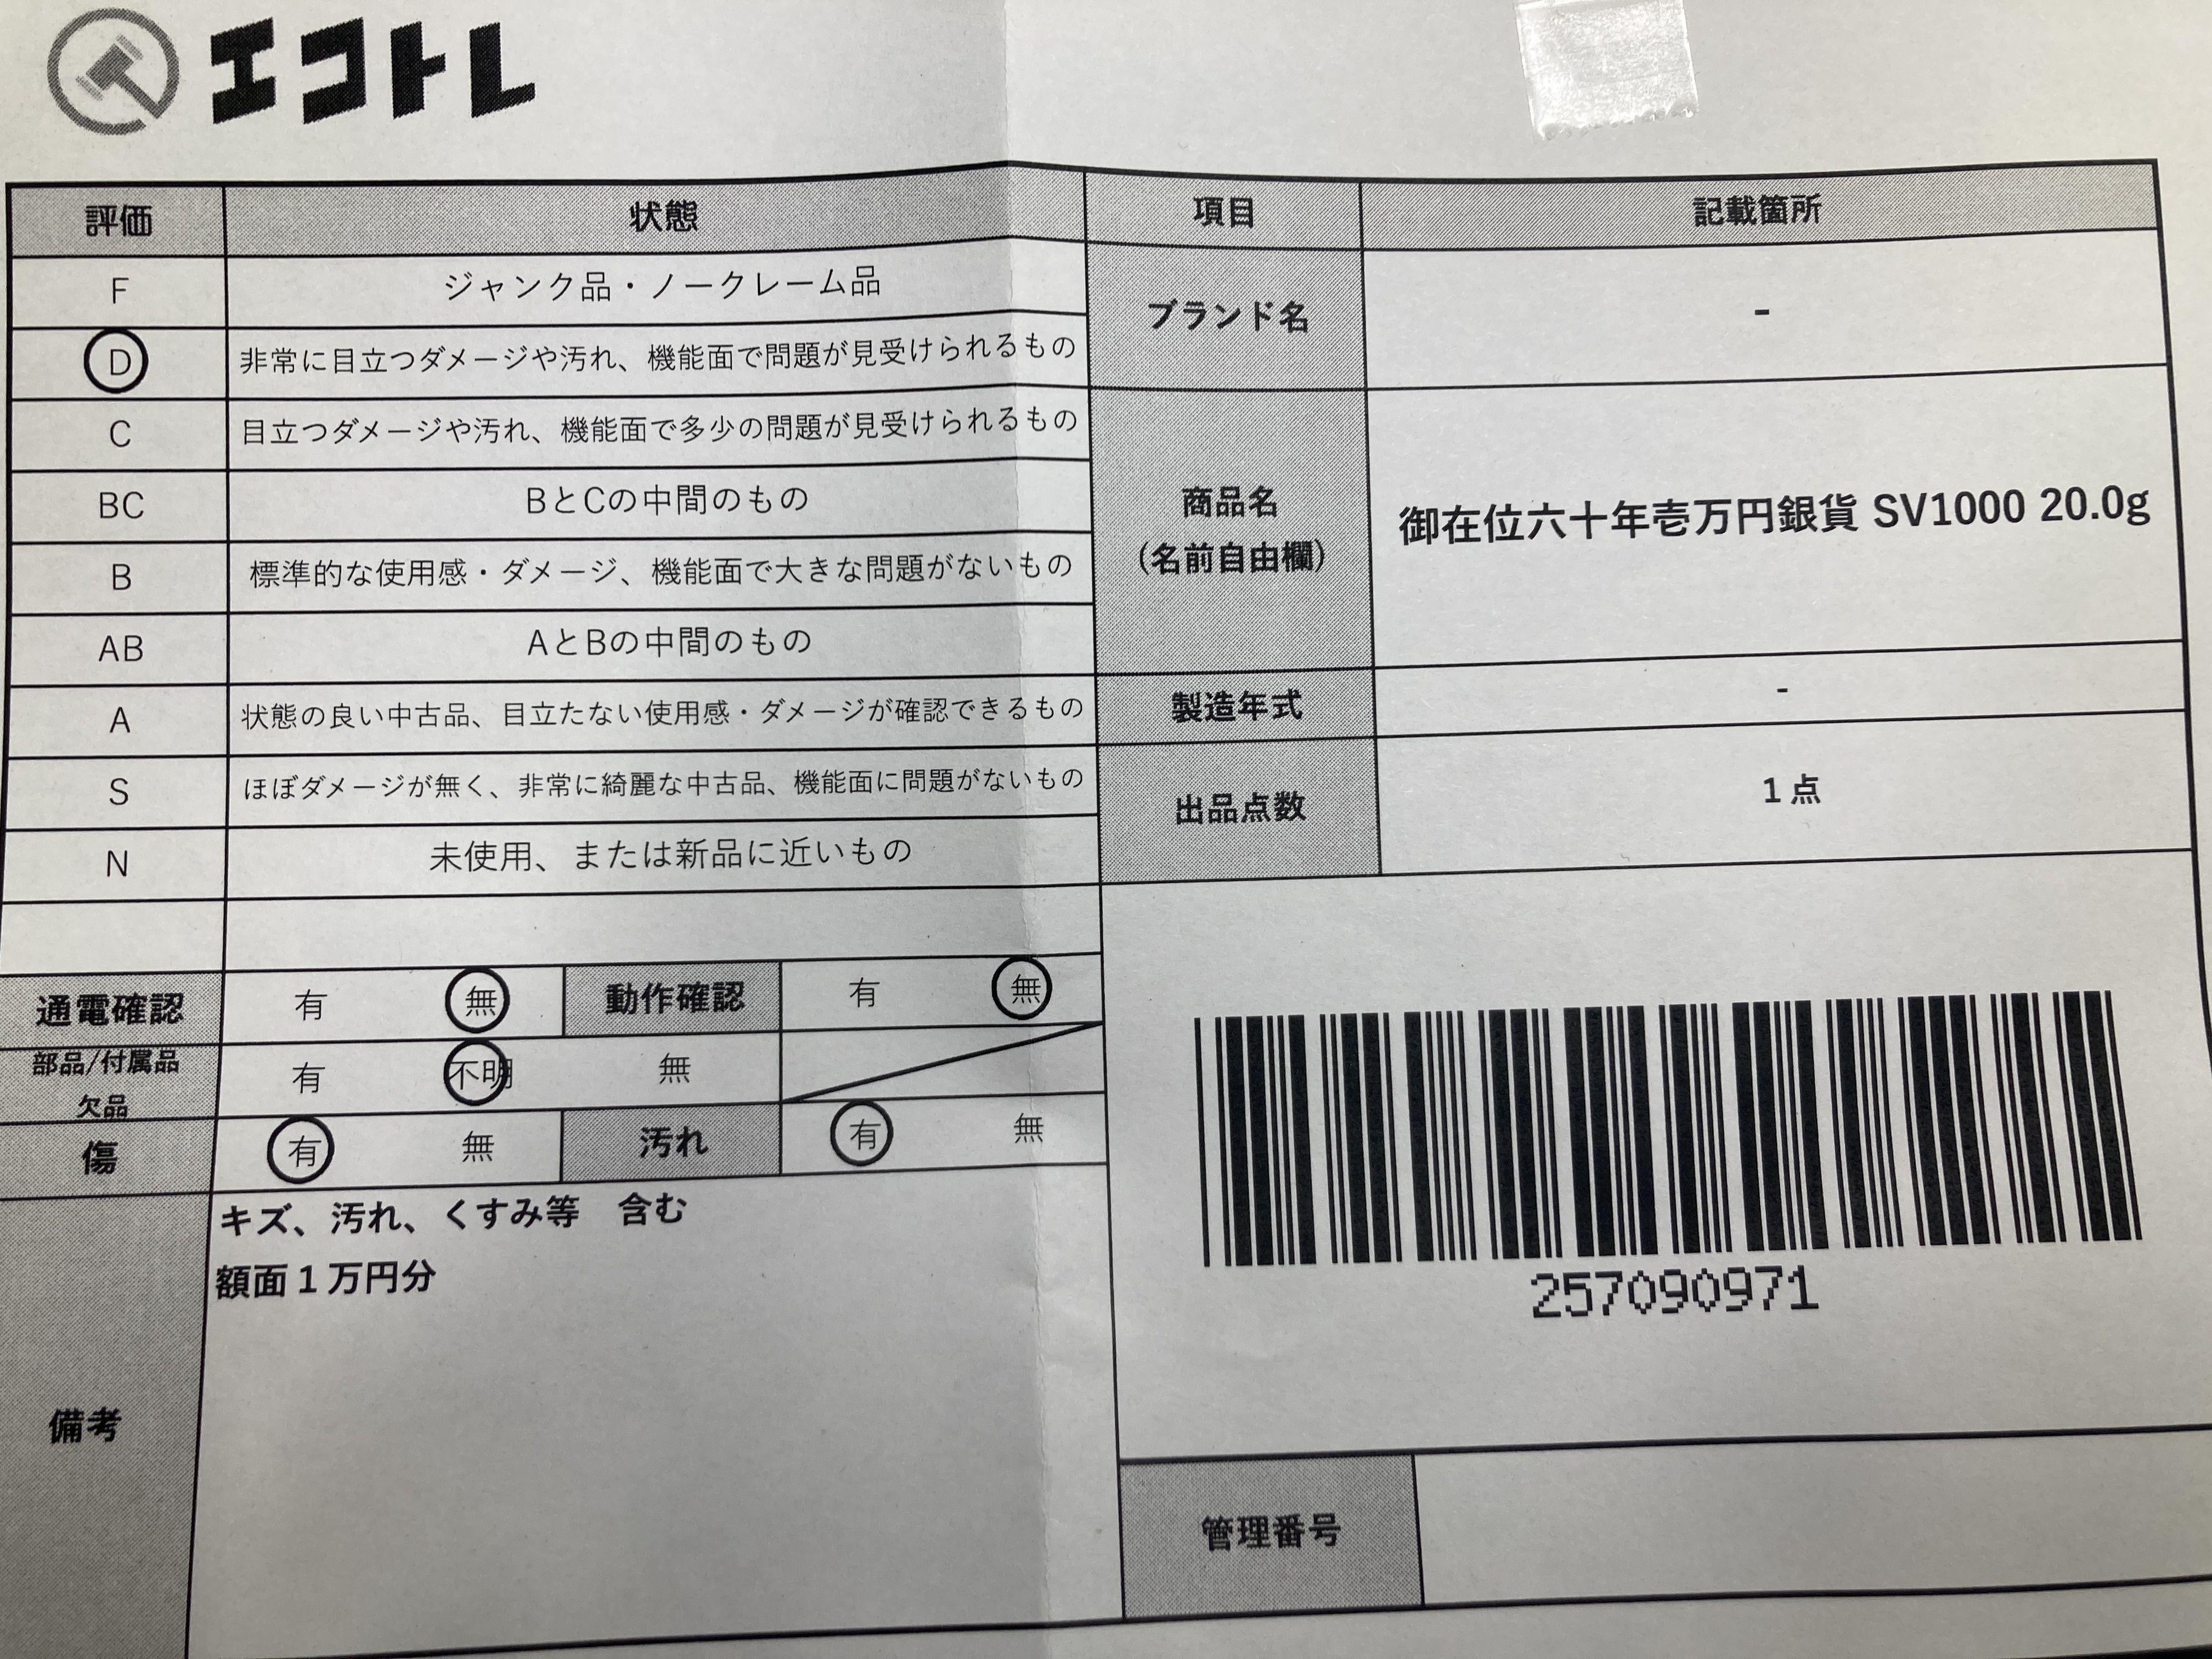 エコトレ
評価 状態 項目 記載箇所
F ジャンク品・ノークレーム品
D 非常に目立つダメージや汚れ、機能面で問題が見受けられるもの
C 目立つダメージや汚れ、機能面で多少の問題が見受けられるもの
BC BとCの中間のもの
B 標準的な使用感・ダメージ、機能面で大きな問題がないもの
AB AとBの中間のもの
A 状態の良い中古品、目立たない使用感・ダメージが確認できるもの
S ほぼダメージが無く、非常に綺麗な中古品、機能面に問題がないもの
N 未使用、または新品に近いもの
ブランド名 -
商品名
（名前自由欄）
御在位六十年壱万円銀貨 SV1000 20.0g
製造年式 -
出品点数 1点
通電確認 有 無 動作確認 有 無
部品/付属品
欠品
有 不明 無
傷 有 無 汚れ 有 無
備考
キズ、汚れ、くすみ等　含む
額面1万円分
257090971
管理番号